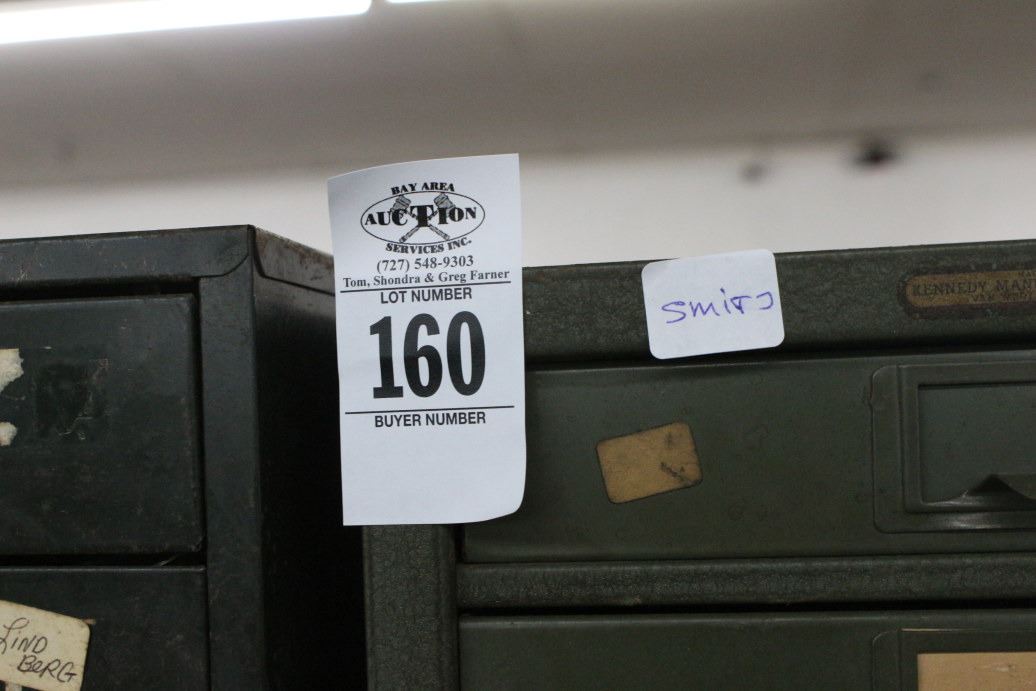 BAY AREA
AUCTION
SERVICES INC.
(727) 548-9303
Tom, Shondra & Greg Farner
LOT NUMBER
160
BUYER NUMBER
smits
KENNEDY MAN
LIND
BERG